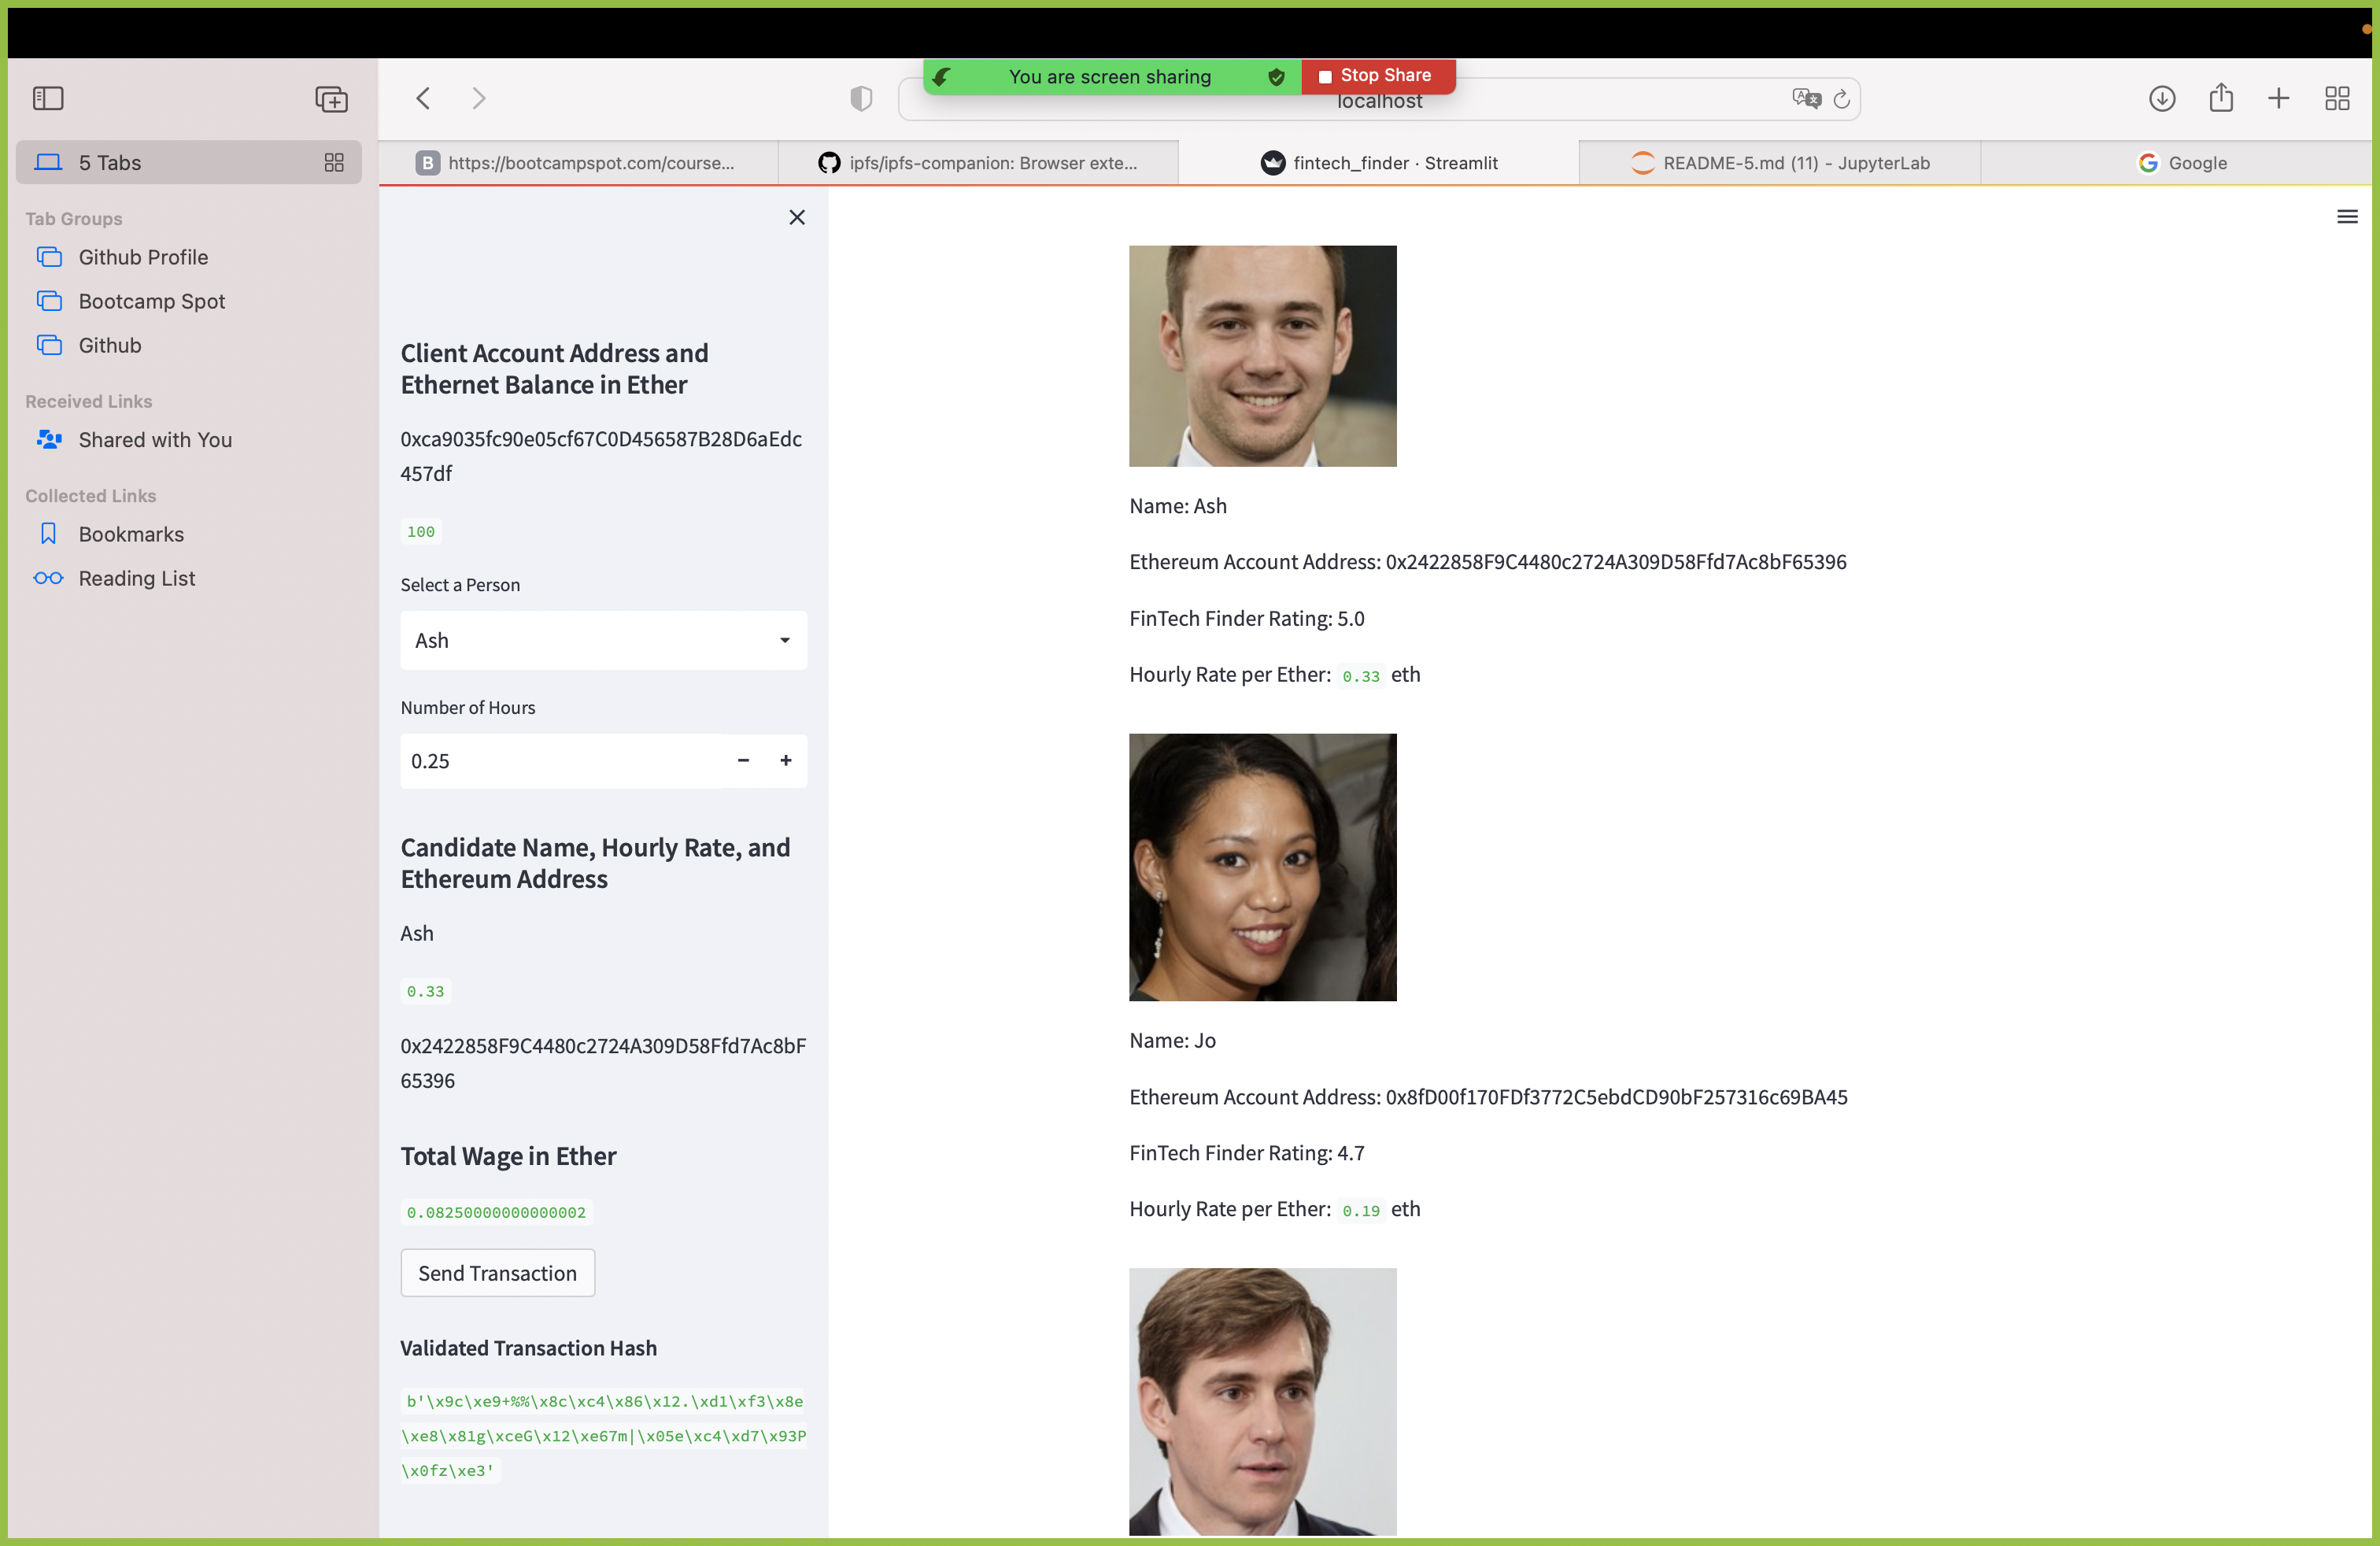 You are screen sharing
Stop Share
localhost
5 Tabs
https://bootcampspot.com/course...
ipfs/ipfs-companion: Browser exte...
fintech_finder · Streamlit
README-5.md (11) - JupyterLab
Google
Tab Groups
Github Profile
Bootcamp Spot
Github
Received Links
Shared with You
Collected Links
Bookmarks
Reading List
Client Account Address and
Ethernet Balance in Ether
0xca9035fc90e05cf67C0D456587B28D6aEdc
457df
100
Select a Person
Ash
Number of Hours
0.25
Candidate Name, Hourly Rate, and
Ethereum Address
Ash
0.33
0x2422858F9C4480c2724A309D58Ffd7Ac8bF
65396
Total Wage in Ether
0.08250000000000002
Send Transaction
Validated Transaction Hash
b'\x9c\xe9+%%\x8c\xc4\x86\x12.\xd1\xf3\x8e
\xe8\x81g\xceG\x12\xe67m|\x05e\xc4\xd7\x93P
\x0fz\xe3'
Name: Ash
Ethereum Account Address: 0x2422858F9C4480c2724A309D58Ffd7Ac8bF65396
FinTech Finder Rating: 5.0
Hourly Rate per Ether: 0.33 eth
Name: Jo
Ethereum Account Address: 0x8fD00f170FDf3772C5ebdCD90bF257316c69BA45
FinTech Finder Rating: 4.7
Hourly Rate per Ether: 0.19 eth